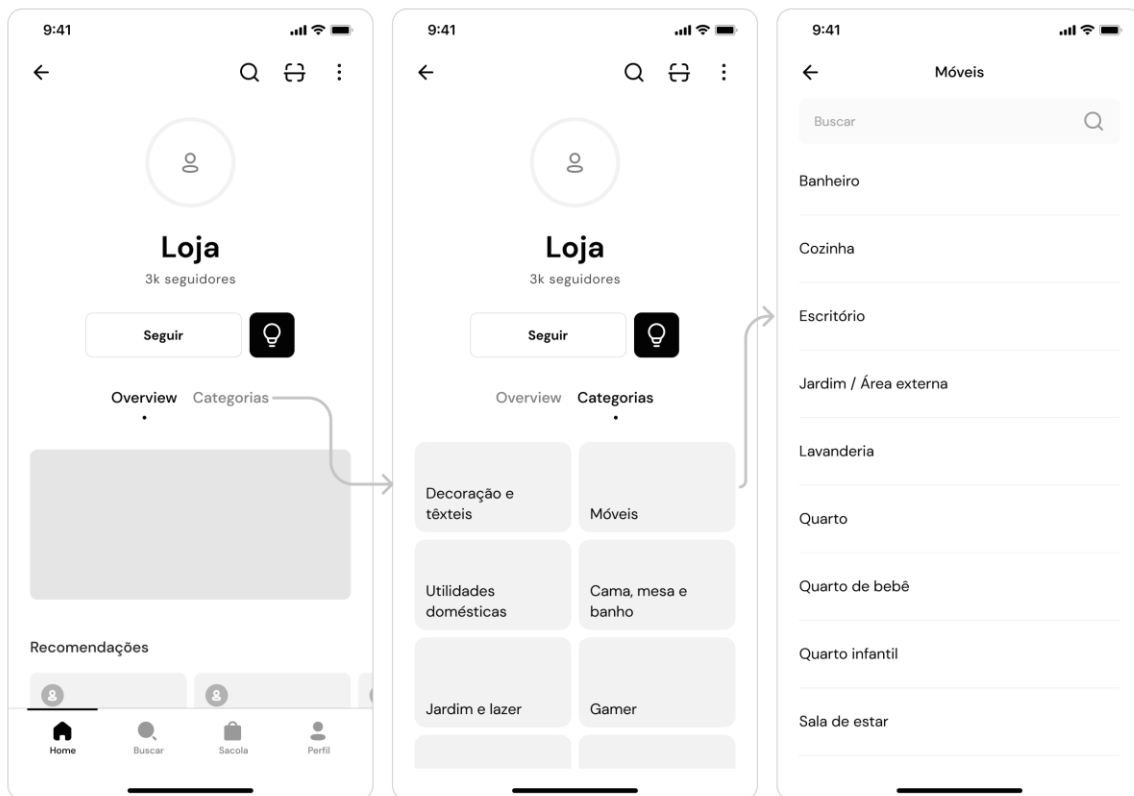 9:41
Loja
3k seguidores
Seguir
Overview Categorias
Recomendações
Home Buscar Sacola Perfil
9:41
Loja
3k seguidores
Seguir
Overview Categorias
Decoração e
têxteis
Móveis
Utilidades
domésticas
Cama, mesa e
banho
Jardim e lazer
Gamer
9:41
Móveis
Buscar
Banheiro
Cozinha
Escritório
Jardim / Área externa
Lavanderia
Quarto
Quarto de bebê
Quarto infantil
Sala de estar